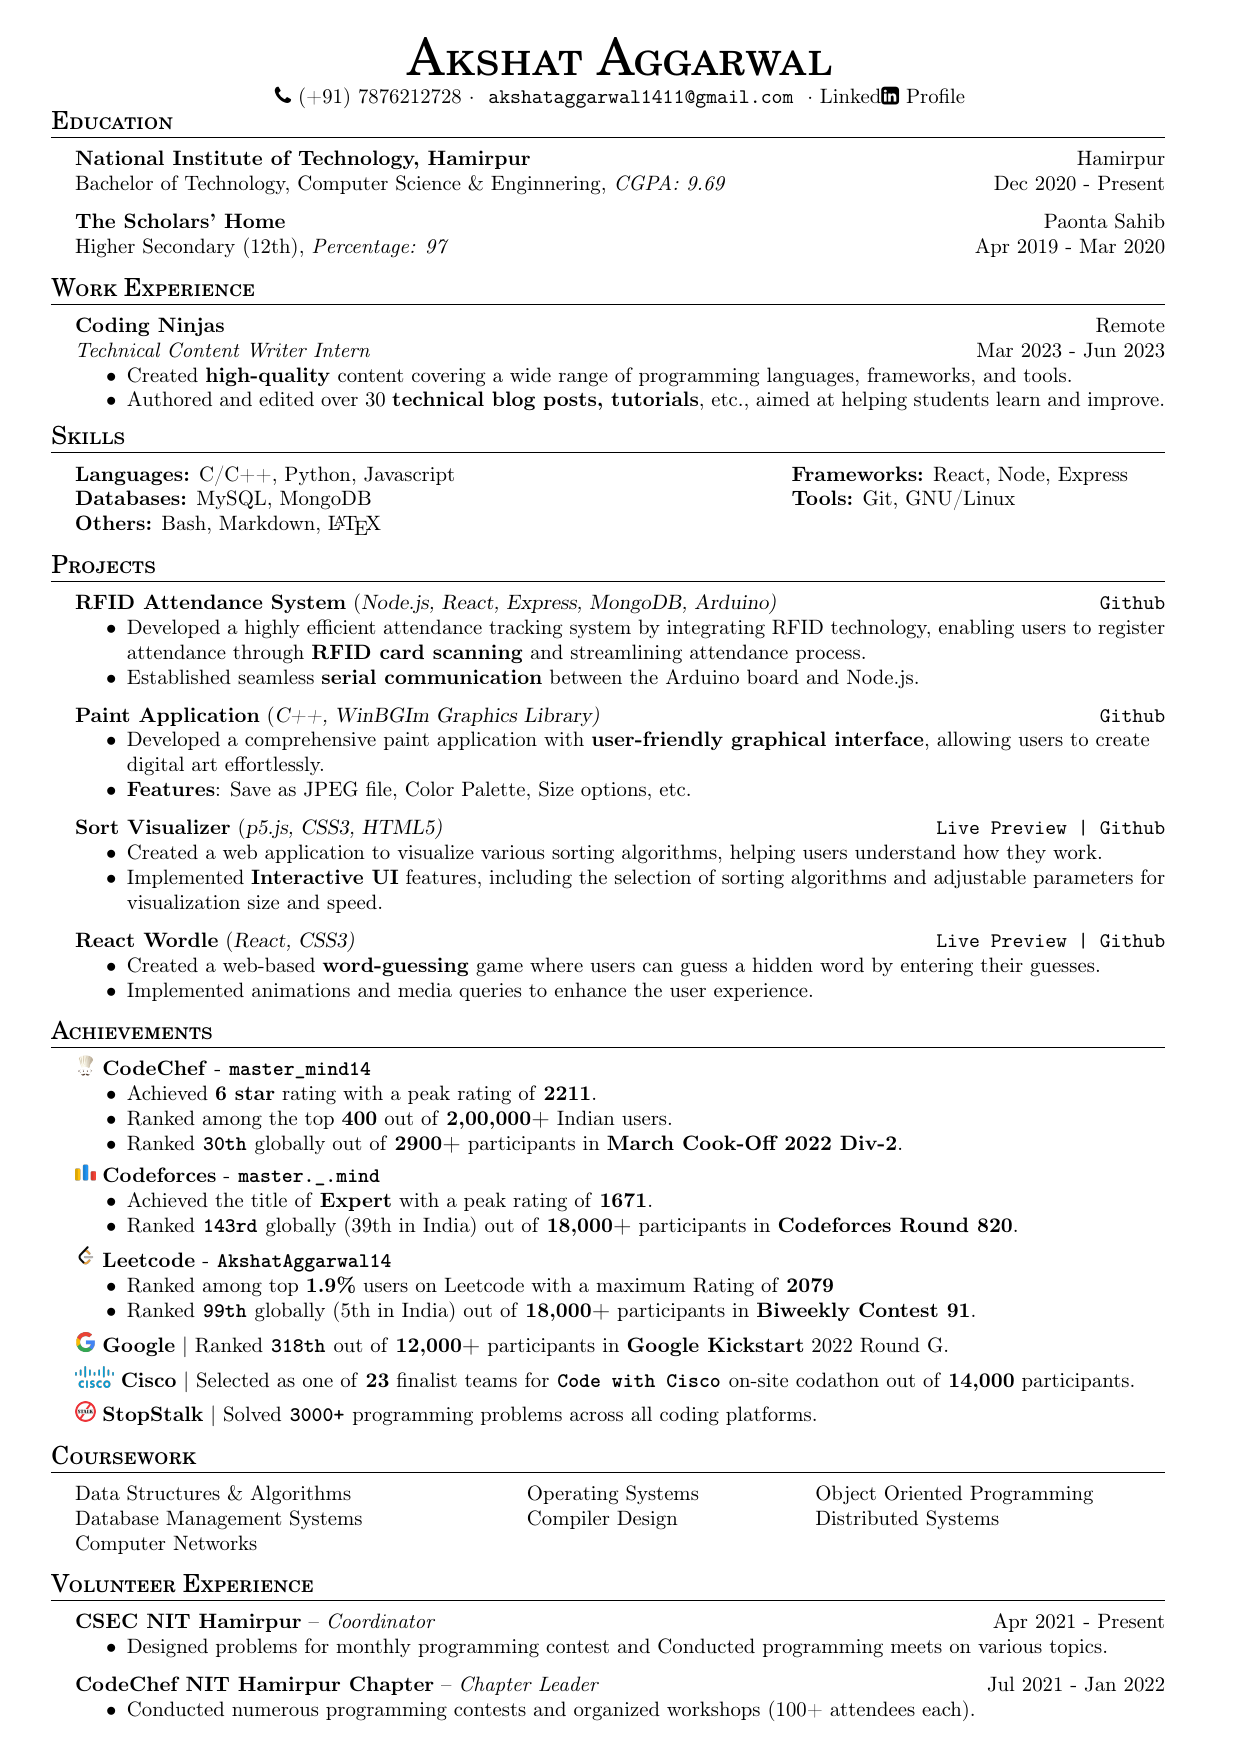 Akshat Aggarwal
(+91) 7876212728 · akshataggarwal1411@gmail.com · Linkedin Profile
Education
National Institute of Technology, Hamirpur Hamirpur
Bachelor of Technology, Computer Science & Enginnering, CGPA: 9.69 Dec 2020 - Present
The Scholars' Home Paonta Sahib
Higher Secondary (12th), Percentage: 97 Apr 2019 - Mar 2020
Work Experience
Coding Ninjas Remote
Technical Content Writer Intern Mar 2023 - Jun 2023
• Created high-quality content covering a wide range of programming languages, frameworks, and tools.
• Authored and edited over 30 technical blog posts, tutorials, etc., aimed at helping students learn and improve.
Skills
Languages: C/C++, Python, Javascript Frameworks: React, Node, Express
Databases: MySQL, MongoDB Tools: Git, GNU/Linux
Others: Bash, Markdown, LATEX
Projects
RFID Attendance System (Node.js, React, Express, MongoDB, Arduino) Github
• Developed a highly efficient attendance tracking system by integrating RFID technology, enabling users to register
attendance through RFID card scanning and streamlining attendance process.
• Established seamless serial communication between the Arduino board and Node.js.
Paint Application (C++, WinBGIm Graphics Library) Github
• Developed a comprehensive paint application with user-friendly graphical interface, allowing users to create
digital art effortlessly.
• Features: Save as JPEG file, Color Palette, Size options, etc.
Sort Visualizer (p5.js, CSS3, HTML5) Live Preview | Github
• Created a web application to visualize various sorting algorithms, helping users understand how they work.
• Implemented Interactive UI features, including the selection of sorting algorithms and adjustable parameters for
visualization size and speed.
React Wordle (React, CSS3) Live Preview | Github
• Created a web-based word-guessing game where users can guess a hidden word by entering their guesses.
• Implemented animations and media queries to enhance the user experience.
Achievements
CodeChef - master_mind14
• Achieved 6 star rating with a peak rating of 2211.
• Ranked among the top 400 out of 2,00,000+ Indian users.
• Ranked 30th globally out of 2900+ participants in March Cook-Off 2022 Div-2.
Codeforces - master._.mind
• Achieved the title of Expert with a peak rating of 1671.
• Ranked 143rd globally (39th in India) out of 18,000+ participants in Codeforces Round 820.
Leetcode - AkshatAggarwal14
• Ranked among top 1.9% users on Leetcode with a maximum Rating of 2079
• Ranked 99th globally (5th in India) out of 18,000+ participants in Biweekly Contest 91.
Google | Ranked 318th out of 12,000+ participants in Google Kickstart 2022 Round G.
CISCO Cisco | Selected as one of 23 finalist teams for Code with Cisco on-site codathon out of 14,000 participants.
STALK StopStalk | Solved 3000+ programming problems across all coding platforms.
Coursework
Data Structures & Algorithms Operating Systems Object Oriented Programming
Database Management Systems Compiler Design Distributed Systems
Computer Networks
Volunteer Experience
CSEC NIT Hamirpur – Coordinator Apr 2021 - Present
• Designed problems for monthly programming contest and Conducted programming meets on various topics.
CodeChef NIT Hamirpur Chapter – Chapter Leader Jul 2021 - Jan 2022
• Conducted numerous programming contests and organized workshops (100+ attendees each).